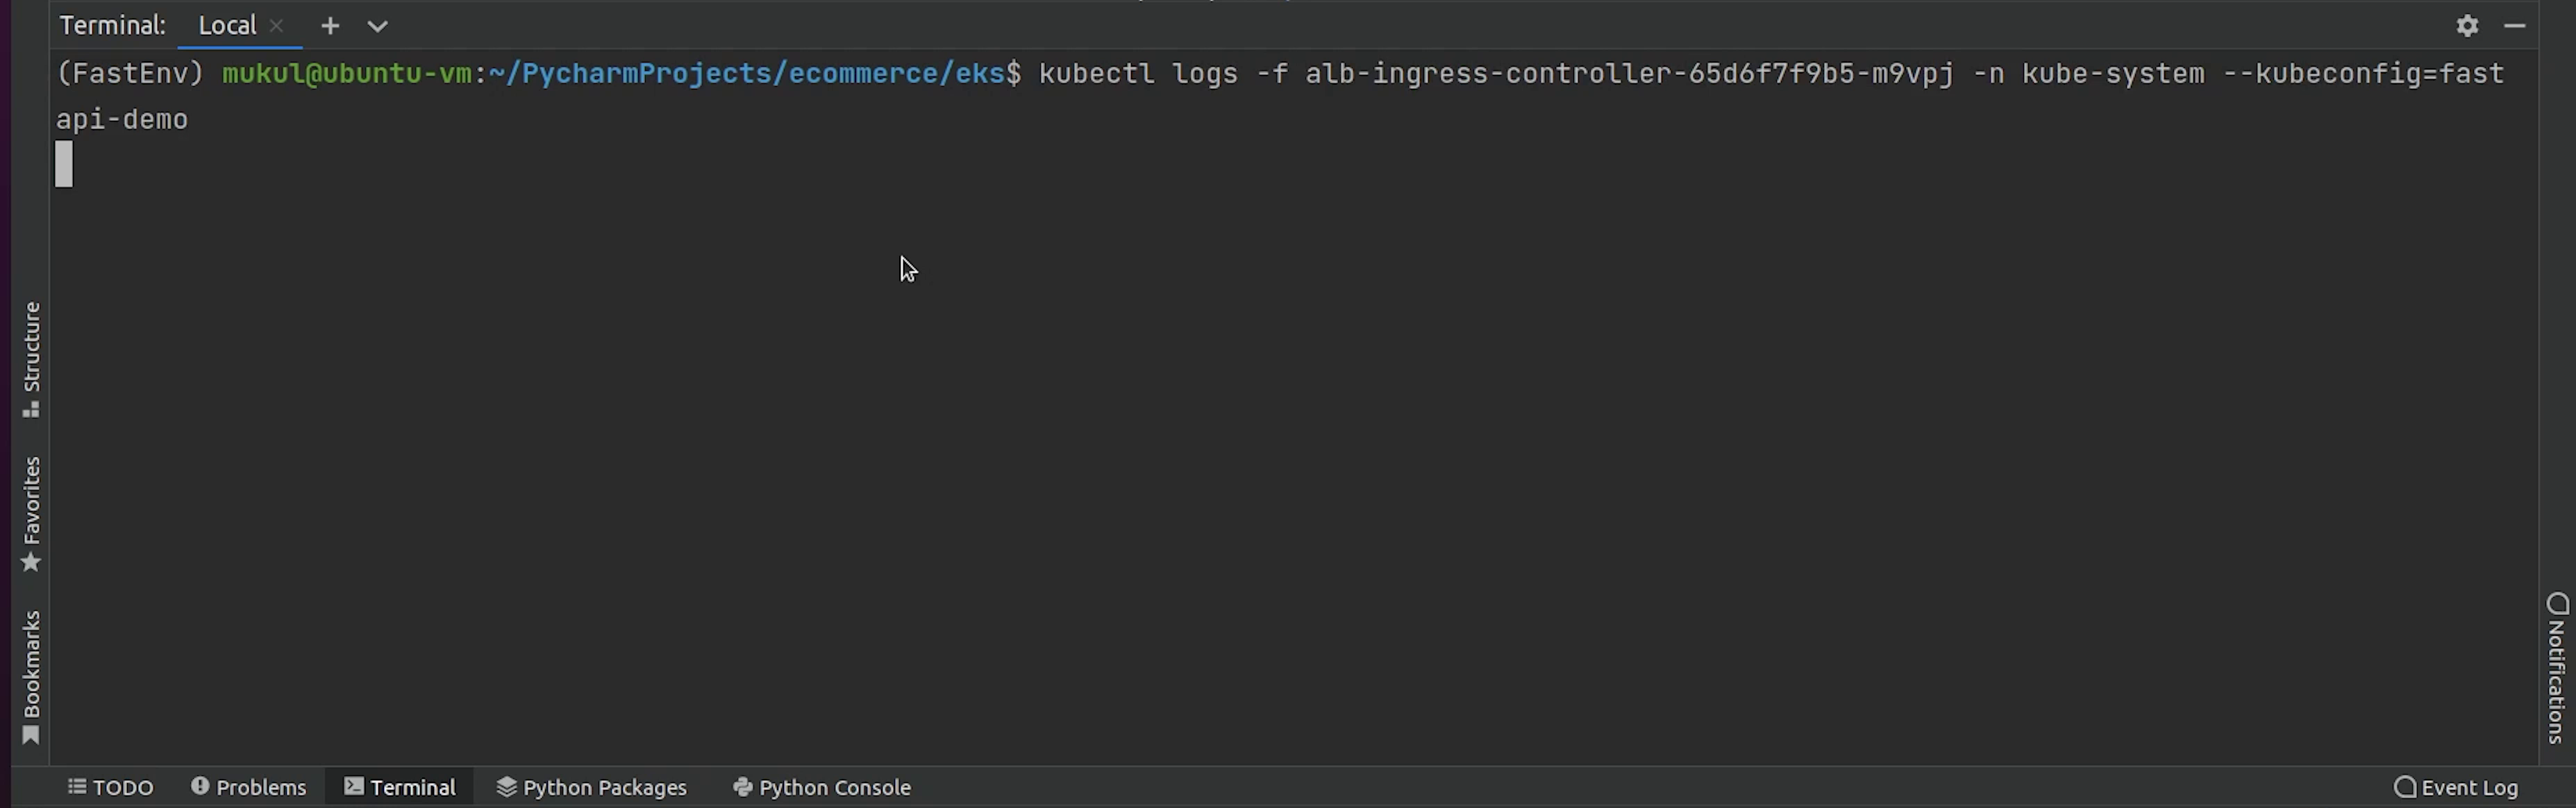 Terminal: Local
(FastEnv) mukul@ubuntu-vm:~/PycharmProjects/ecommerce/eks$ kubectl logs -f alb-ingress-controller-65d6f7f9b5-m9vpj -n kube-system --kubeconfig=fast
api-demo
Structure
Favorites
Bookmarks
Notifications
TODO Problems Terminal Python Packages Python Console Event Log